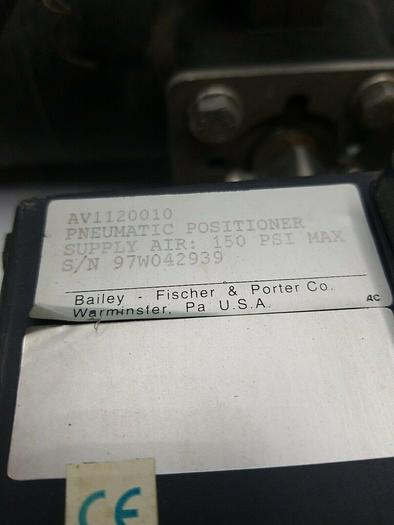 AV1120010
PNEUMATIC POSITIONER
SUPPLY AIR: 150 PSI MAX
S/N 97W042939
Bailey - Fischer & Porter Co.
Warminster, Pa U.S.A.
AC
CE